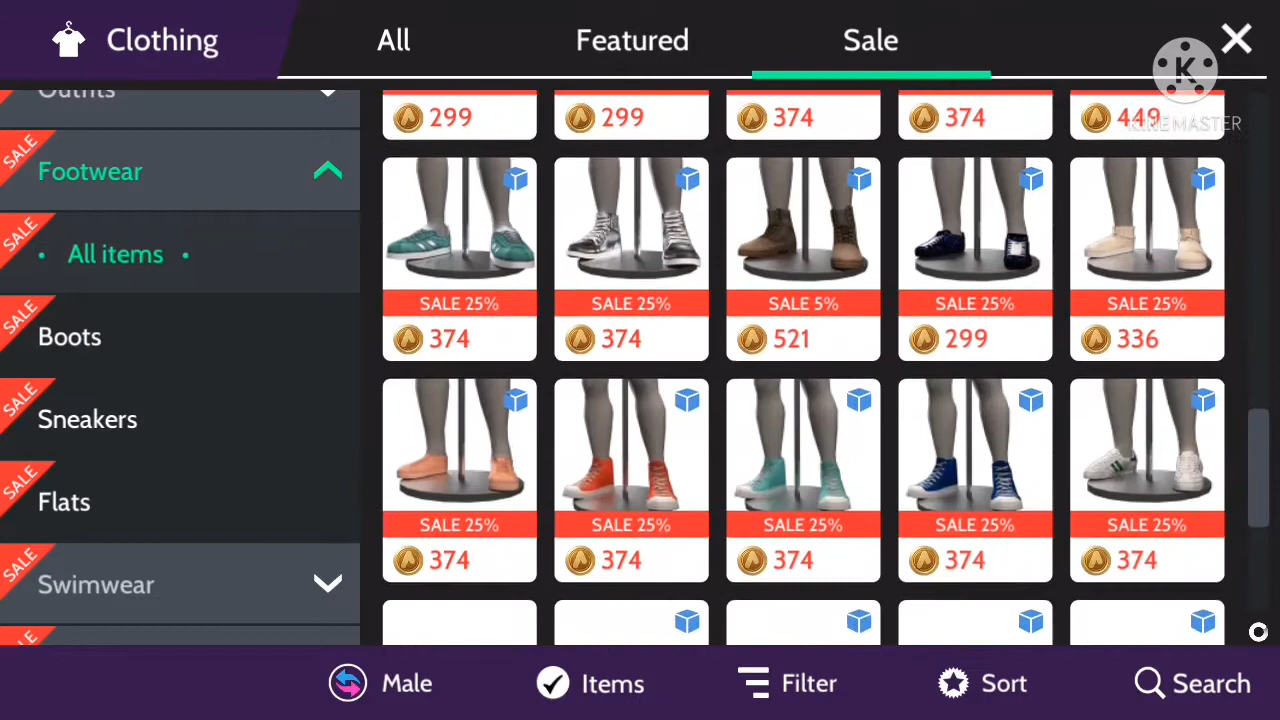 Clothing
All
Featured
Sale
KINEMASTER
Outfits
299
299
374
374
449
SALE
Footwear
SALE
All items
SALE
Boots
SALE
Sneakers
SALE
Flats
SALE
Swimwear
SALE 25%
SALE 25%
SALE 5%
SALE 25%
SALE 25%
374
374
521
299
336
SALE 25%
SALE 25%
SALE 25%
SALE 25%
SALE 25%
374
374
374
374
374
Male
Items
Filter
Sort
Search